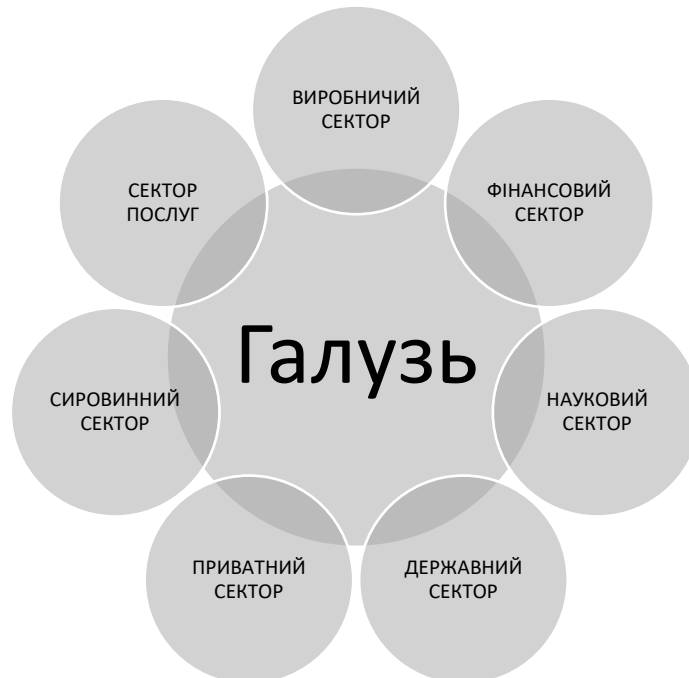 ВИРОБНИЧИЙ
СЕКТОР
ФІНАНСОВИЙ
СЕКТОР
НАУКОВИЙ
СЕКТОР
ДЕРЖАВНИЙ
СЕКТОР
ПРИВАТНИЙ
СЕКТОР
СИРОВИННИЙ
СЕКТОР
СЕКТОР
ПОСЛУГ
Галузь